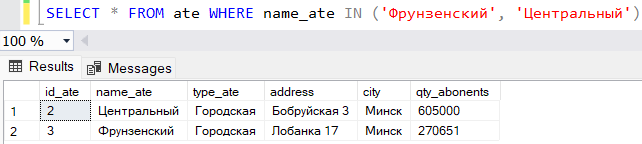 SELECT * FROM ate WHERE name_ate IN ('Фрунзенский', 'Центральный')
100 %
Results Messages
id_ate name_ate type_ate address city qty_abonents
1 2 Центральный Городская Бобруйская 3 Минск 605000
2 3 Фрунзенский Городская Лобанка 17 Минск 270651